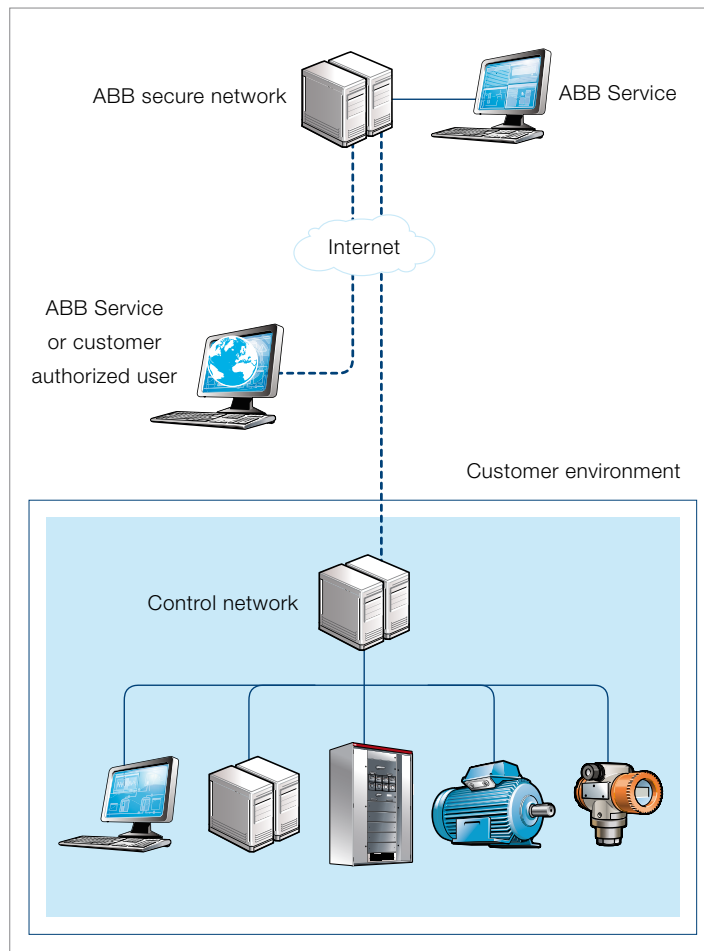 ABB secure network
ABB Service
Internet
ABB Service
or customer
authorized user
Customer environment
Control network